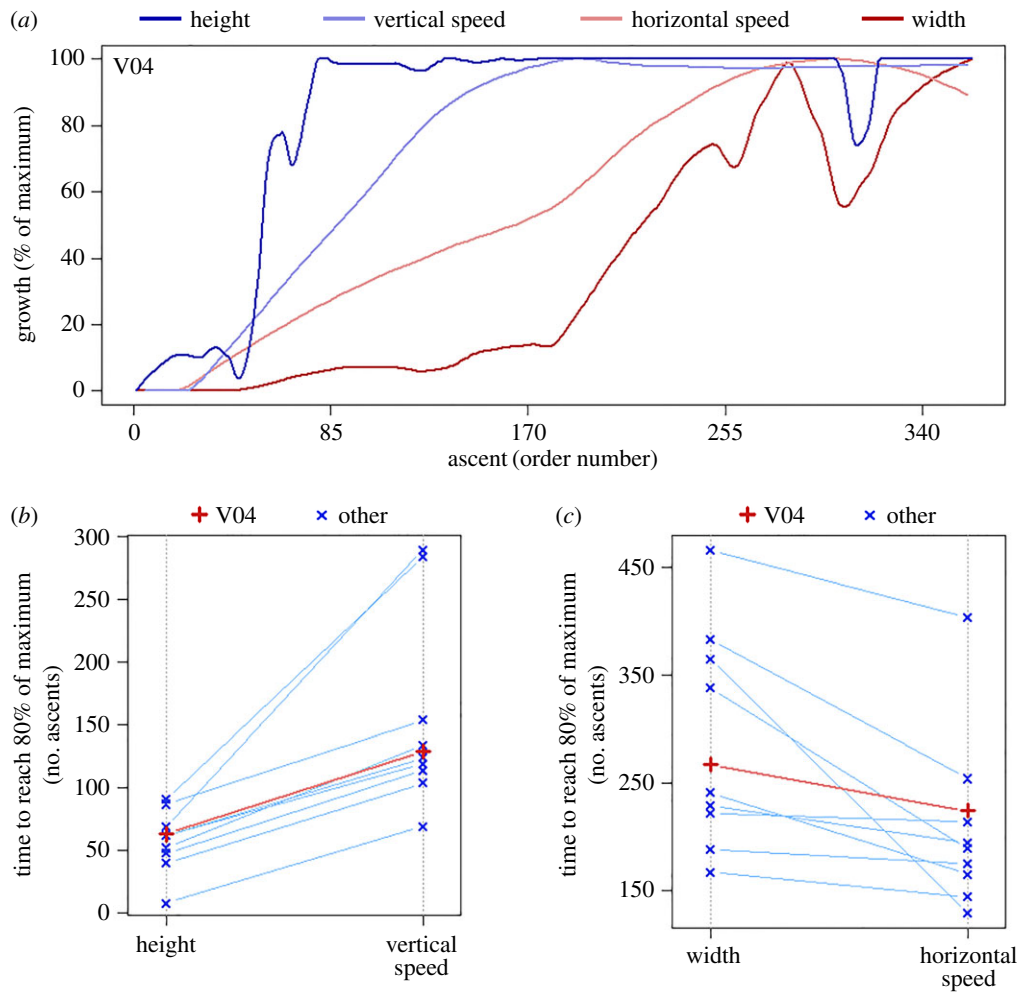 (a) height vertical speed horizontal speed width
V04
growth (% of maximum)
100
80
60
40
20
0
0 85 170 255 340
ascent (order number)
(b) V04 other
time to reach 80% of maximum
(no. ascents)
300
250
200
150
100
50
0
height vertical
speed
(c) V04 other
time to reach 80% of maximum
(no. ascents)
450
350
250
150
width horizontal
speed